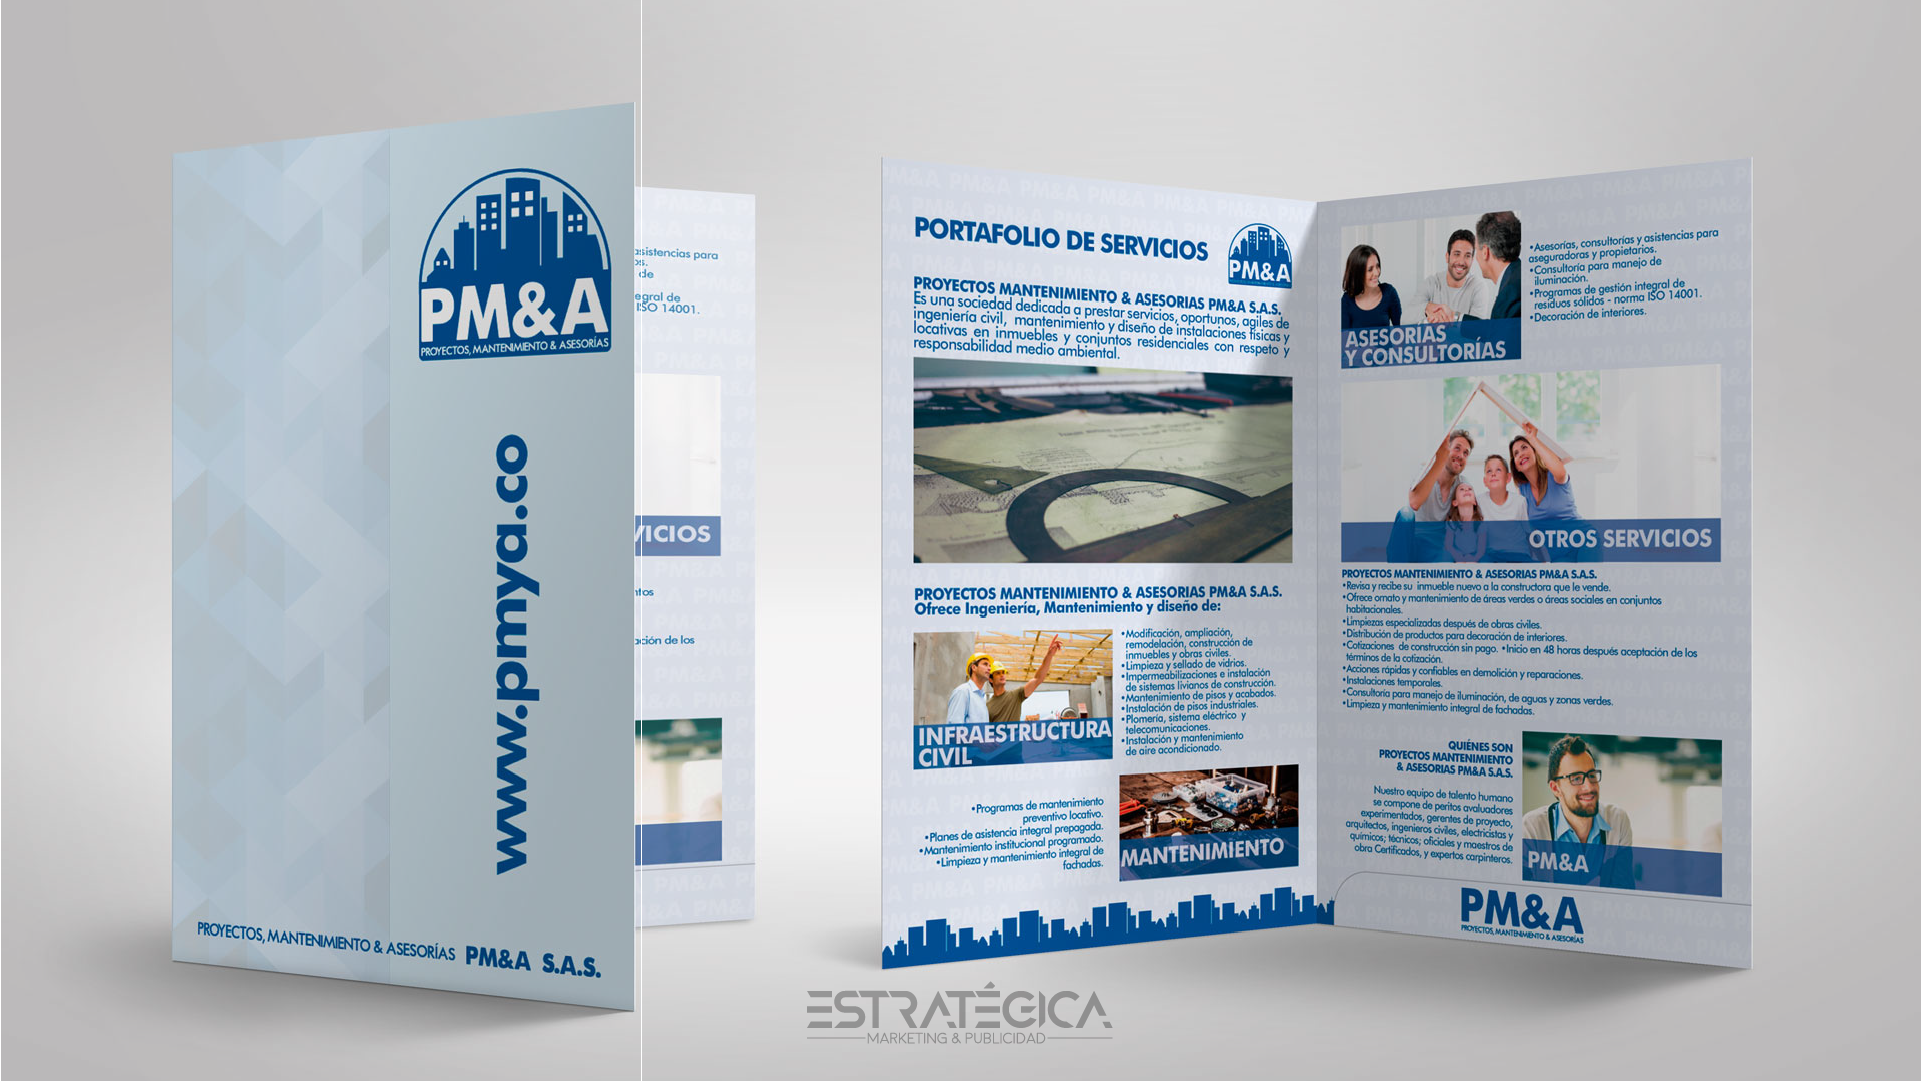 PM&A
PROYECTOS, MANTENIMIENTO & ASESORÍAS
www.pmya.co
PROYECTOS, MANTENIMIENTO & ASESORÍAS PM&A S.A.S.
asistencias para
de
egral de
ISO 14001.
VICIOS
ntos
ación de los
PORTAFOLIO DE SERVICIOS
PM&A
PROYECTOS MANTENIMIENTO & ASESORIAS PM&A S.A.S.
Es una sociedad dedicada a prestar servicios, oportunos, agiles de
ingeniería civil, mantenimiento y diseño de instalaciones físicas y
locativas en inmuebles y conjuntos residenciales con respeto y
responsabilidad medio ambiental.
PROYECTOS MANTENIMIENTO & ASESORIAS PM&A S.A.S.
Ofrece Ingeniería, Mantenimiento y diseño de:
INFRAESTRUCTURA
CIVIL
•Modificación, ampliación,
remodelación, construcción de
inmuebles y obras civiles.
•Limpieza y sellado de vidrios.
•Impermeabilizaciones e instalación
de sistemas livianos de construcción.
•Mantenimiento de pisos y acabados.
•Instalación de pisos industriales.
•Plomería, sistema eléctrico y
telecomunicaciones.
•Instalación y mantenimiento
de aire acondicionado.
•Programas de mantenimiento
preventivo locativo.
•Planes de asistencia integral prepagada.
•Mantenimiento institucional programado.
•Limpieza y mantenimiento integral de
fachadas.
MANTENIMIENTO
ASESORÍAS
Y CONSULTORÍAS
•Asesorías, consultorías y asistencias para
aseguradoras y propietarios.
•Consultoría para manejo de
iluminación.
•Programas de gestión integral de
residuos sólidos - norma ISO 14001.
•Decoración de interiores.
OTROS SERVICIOS
PROYECTOS MANTENIMIENTO & ASESORIAS PM&A S.A.S.
•Revisa y recibe su inmueble nuevo a la constructora que le vende.
•Ofrece ornato y mantenimiento de áreas verdes o áreas sociales en conjuntos
habitacionales.
•Limpiezas especializadas después de obras civiles.
•Distribución de productos para decoración de interiores.
•Cotizaciones de construcción sin pago. •Inicio en 48 horas después aceptación de los
términos de la cotización.
•Acciones rápidas y confiables en demolición y reparaciones.
•Instalaciones temporales.
•Consultoría para manejo de iluminación, de aguas y zonas verdes.
•Limpieza y mantenimiento integral de fachadas.
QUIÉNES SON
PROYECTOS MANTENIMIENTO
& ASESORIAS PM&A S.A.S.
Nuestro equipo de talento humano
se compone de peritos avaluadores
experimentados, gerentes de proyecto,
arquitectos, ingenieros civiles, electricistas y
químicos; técnicos; oficiales y maestros de
obra Certificados, y expertos carpinteros.
PM&A
PM&A
PROYECTOS, MANTENIMIENTO & ASESORÍAS
ESTRATÉGICA
MARKETING & PUBLICIDAD